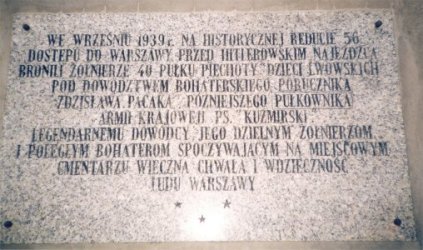 WE WRZEŚNIU 1939 r. NA HISTORYCZNEJ REDUCIE 56
DOSTĘPU DO WARSZAWY PRZED HITLEROWSKIM NAJEŹDŹCĄ
BRONILI ŻOŁNIERZE 40 PUŁKU PIECHOTY DZIECI LWOWSKICH
POD DOWÓDZTWEM BOHATERSKIEGO PORUCZNIKA
ZDZISŁAWA PACAKA PÓŹNIEJSZEGO PUŁKOWNIKA
ARMII KRAJOWEJ PS. KUŹMIRSKI
LEGENDARNEMU DOWÓDCY, JEGO DZIELNYM ŻOŁNIERZOM
I POLEGŁYM BOHATEROM SPOCZYWAJĄCYM NA MIEJSCOWYM
CMENTARZU WIECZNA CHWAŁA I WDZIĘCZNOŚĆ
LUDU WARSZAWY